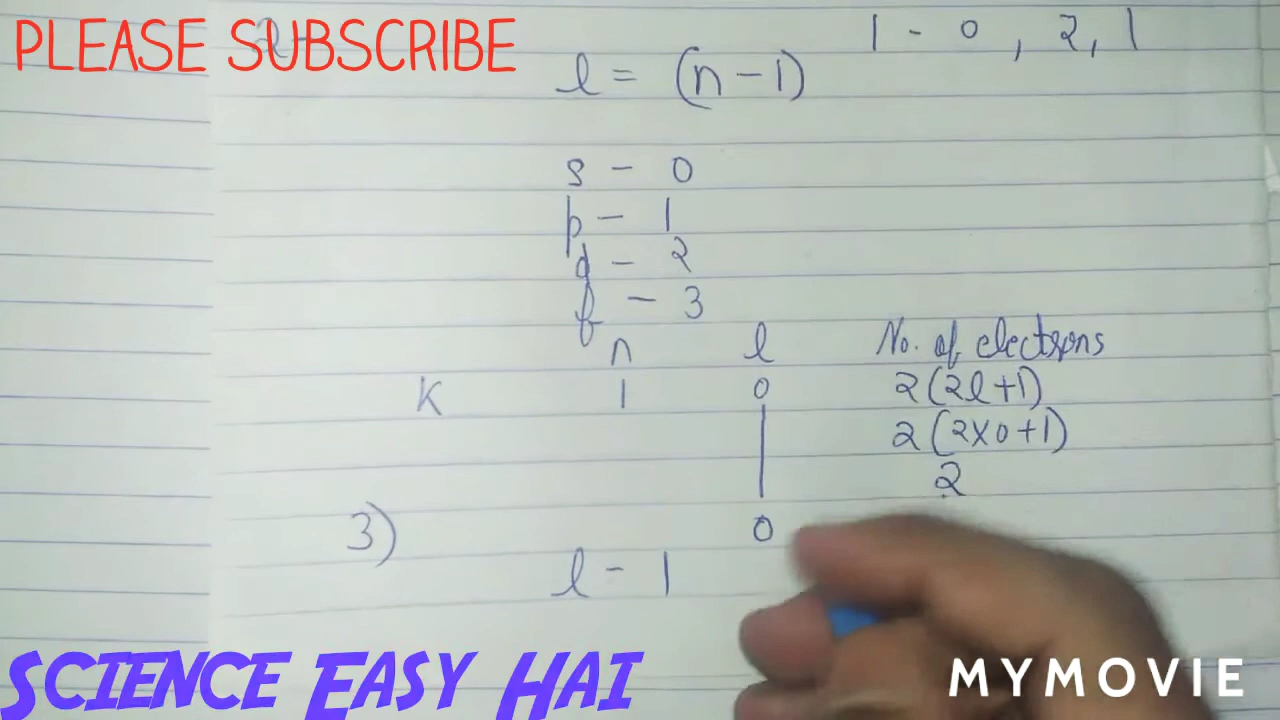 PLEASE SUBSCRIBE
1 - 0 , 2, 1
l = (n-1)
s - 0
p - 1
d - 2
f - 3
n l No. of electrons
K 1 0 2(2l+1)
2(2x0+1)
2
3) 0
l - 1
SCIENCE EASY HAI
MYMOVIE